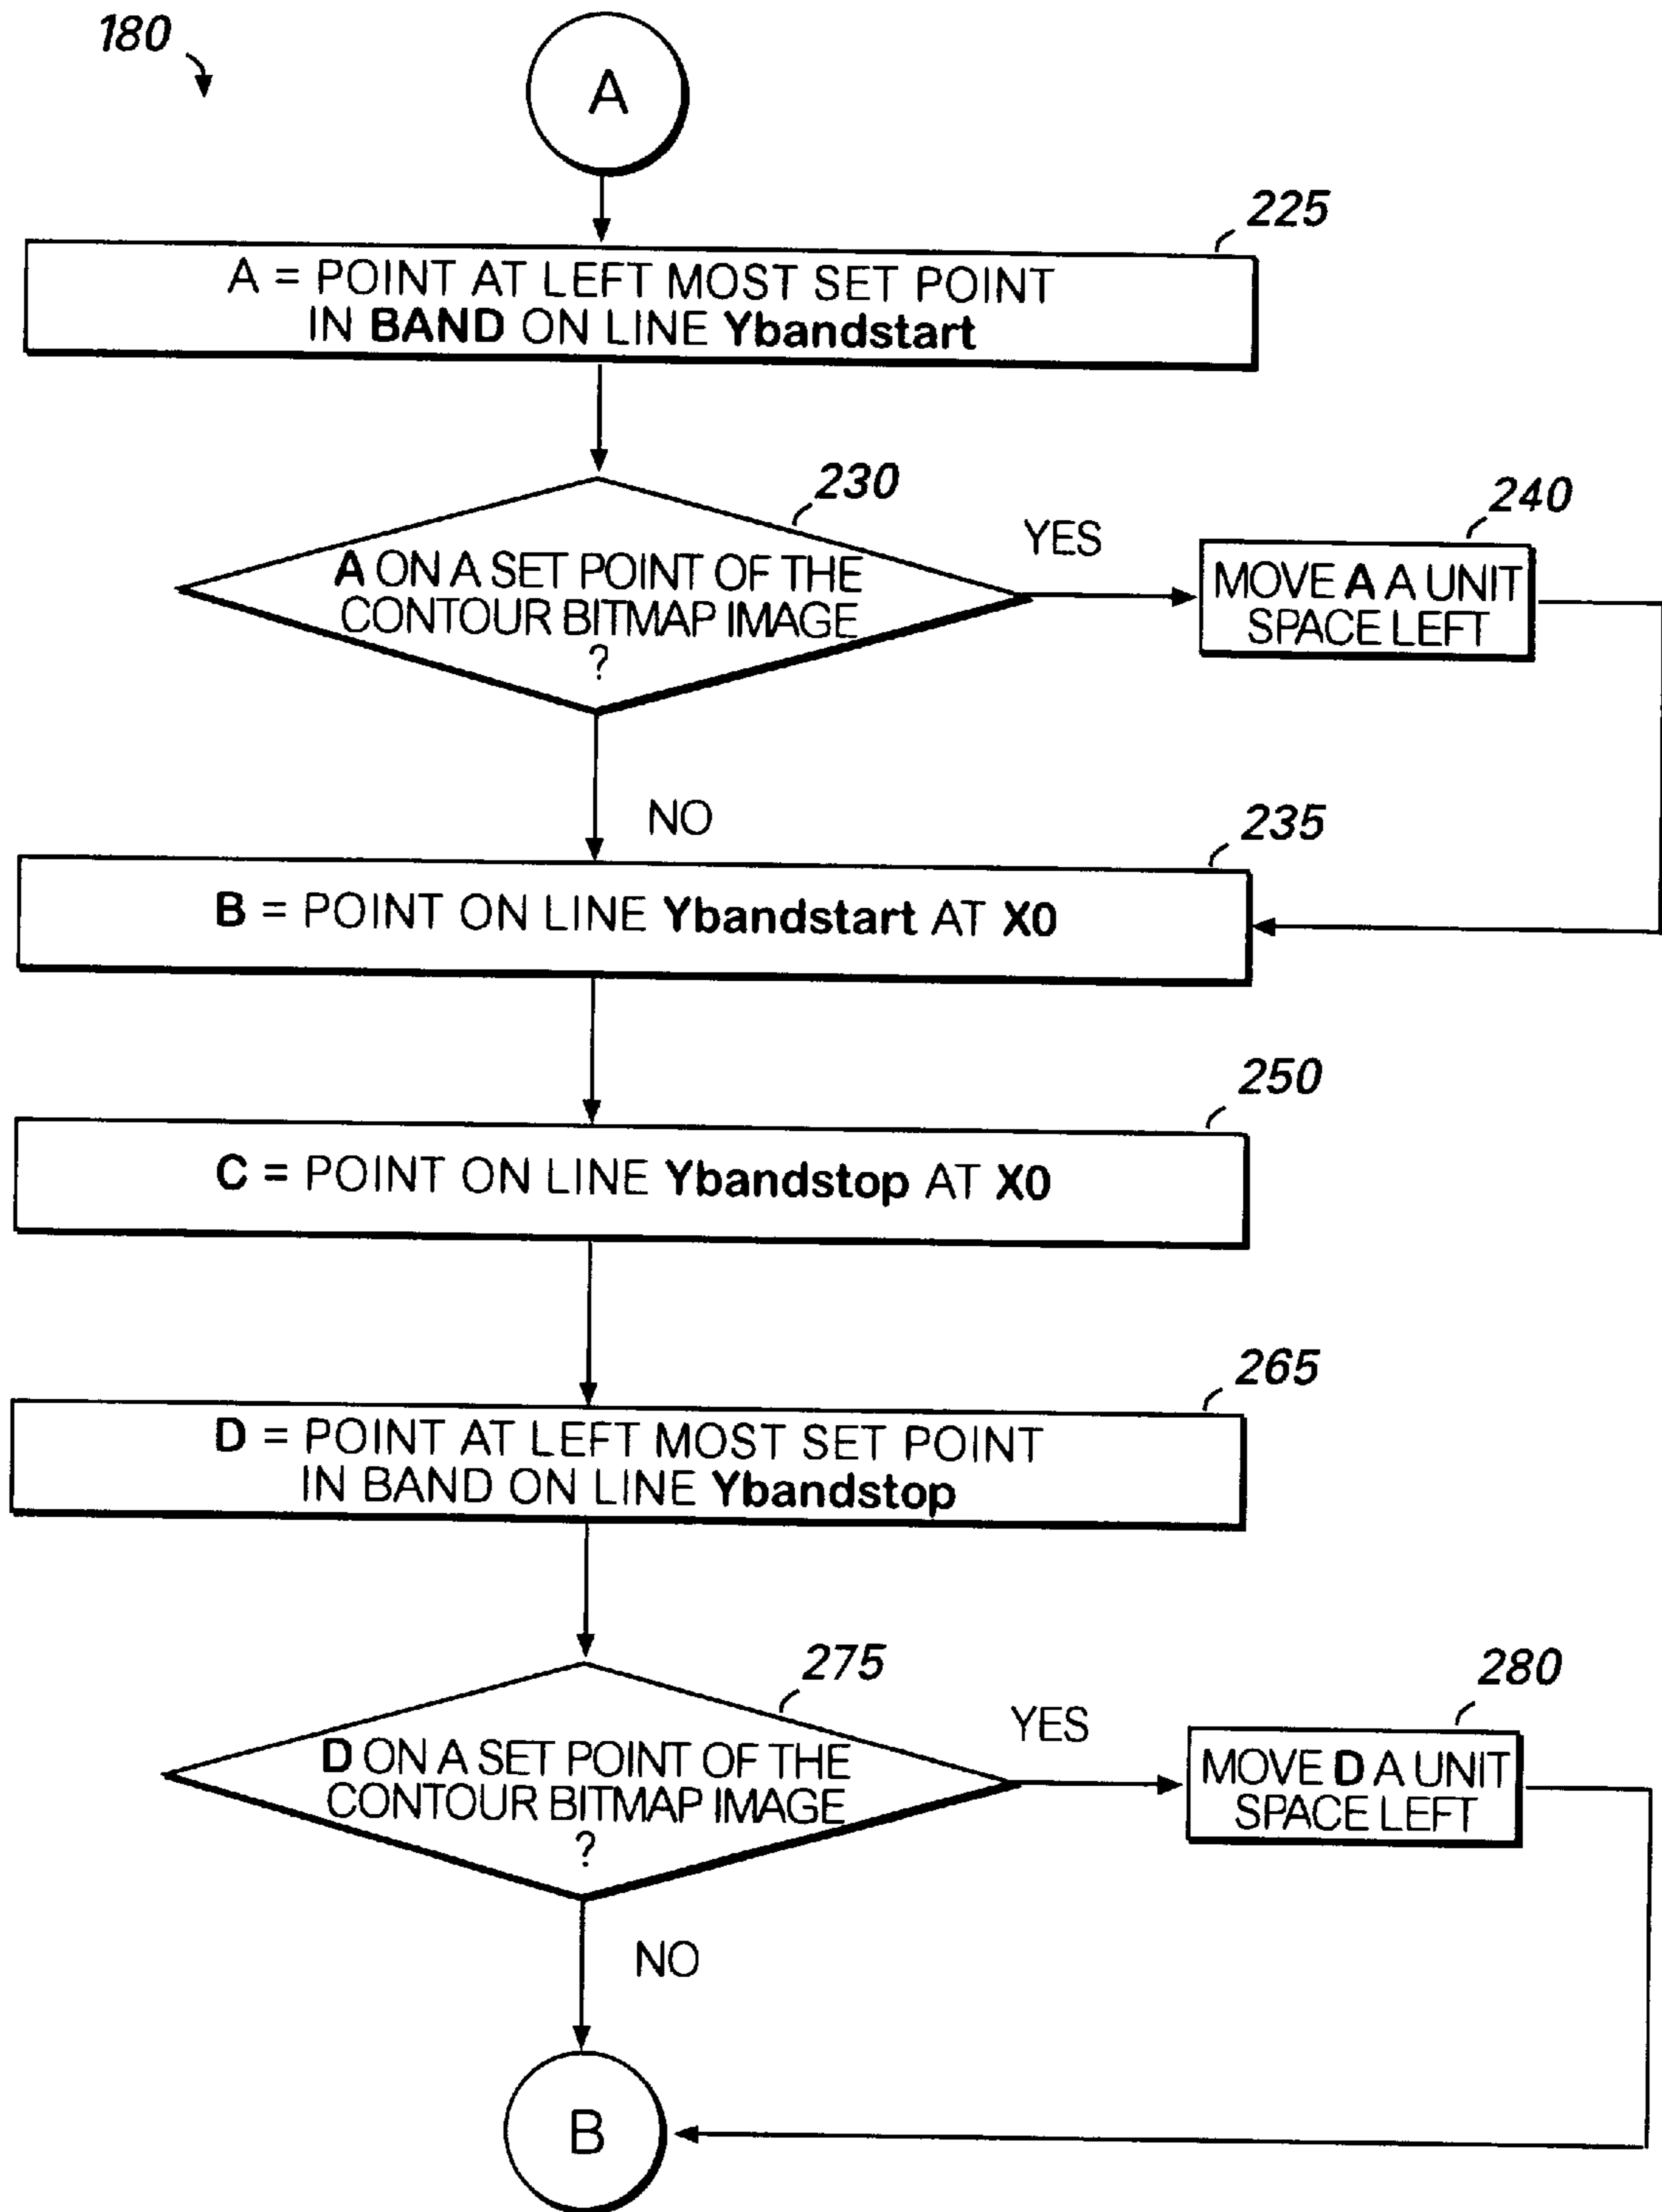 180
A
225
A = POINT AT LEFT MOST SET POINT
IN BAND ON LINE Ybandstart
230
A ON A SET POINT OF THE
CONTOUR BITMAP IMAGE
?
YES
240
MOVE A A UNIT
SPACE LEFT
NO
235
B = POINT ON LINE Ybandstart AT X0
250
C = POINT ON LINE Ybandstop AT X0
265
D = POINT AT LEFT MOST SET POINT
IN BAND ON LINE Ybandstop
275
D ON A SET POINT OF THE
CONTOUR BITMAP IMAGE
?
YES
280
MOVE D A UNIT
SPACE LEFT
NO
B